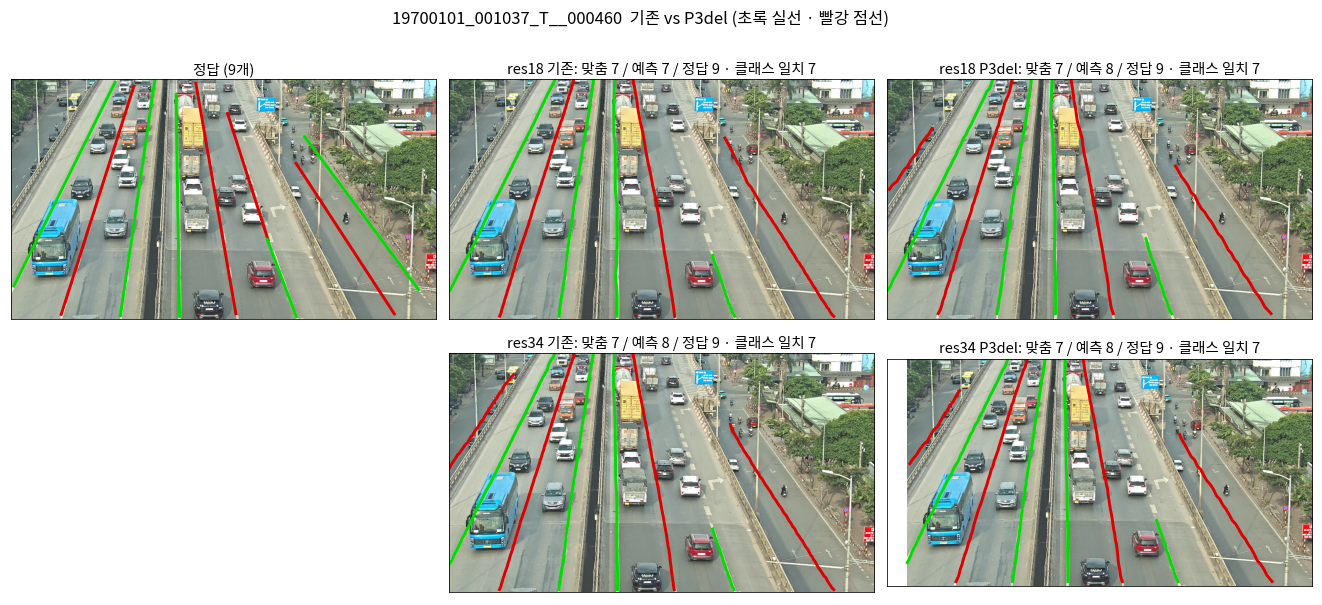 19700101_001037_T__000460  기존 vs P3del (초록 실선 · 빨강 점선)
정답 (9개)
res18 기존: 맞춤 7 / 예측 7 / 정답 9 · 클래스 일치 7
res18 P3del: 맞춤 7 / 예측 8 / 정답 9 · 클래스 일치 7
res34 기존: 맞춤 7 / 예측 8 / 정답 9 · 클래스 일치 7
res34 P3del: 맞춤 7 / 예측 8 / 정답 9 · 클래스 일치 7